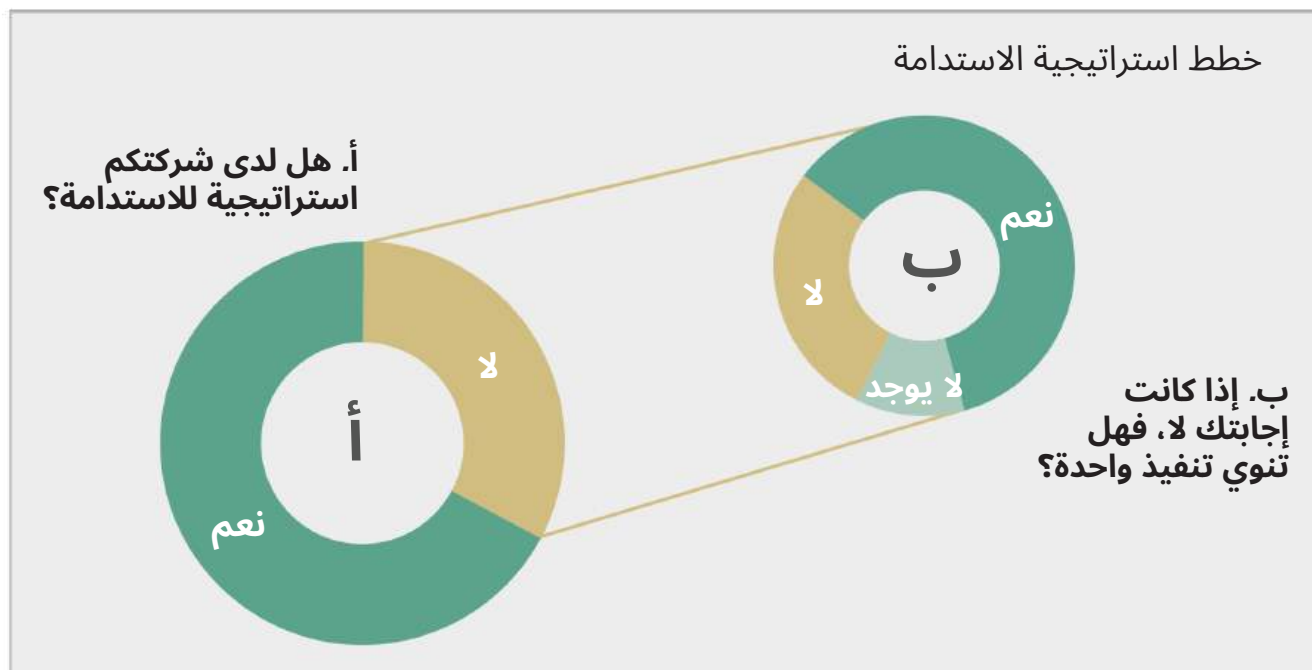 خطط استراتيجية الاستدامة
أ. هل لدى شركتكم
استراتيجية للاستدامة؟
أ
لا
نعم
ب
نعم
لا
لا يوجد
ب. إذا كانت
إجابتك لا، فهل
تنوي تنفيذ واحدة؟